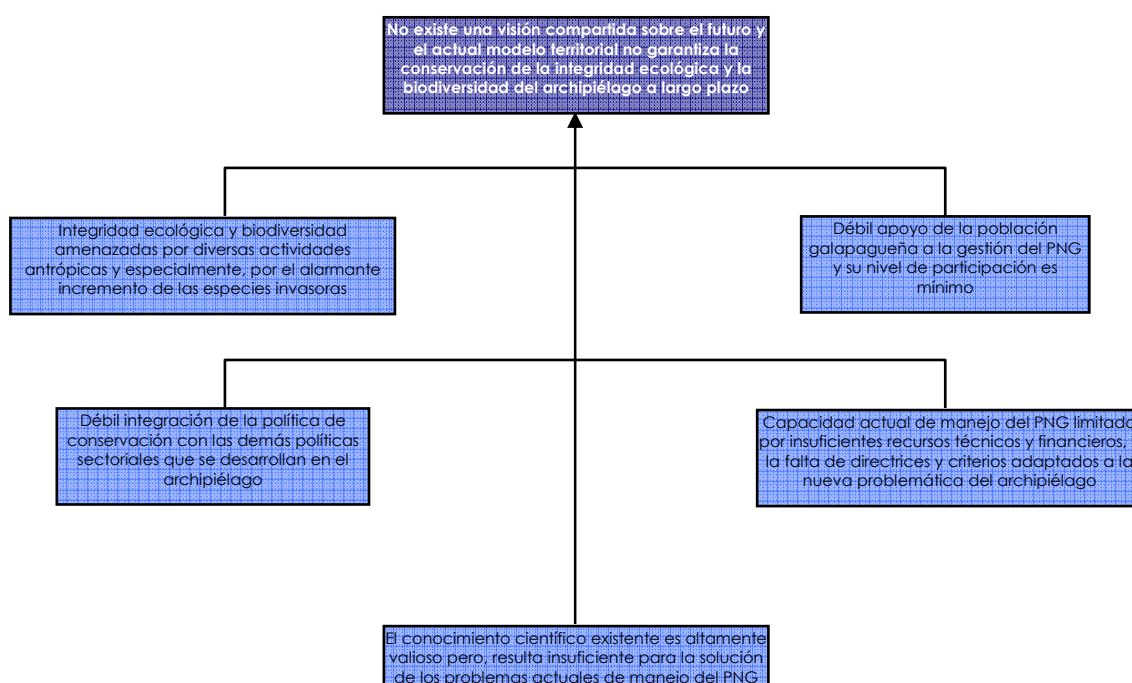 No existe una visión compartida sobre el futuro y
el actual modelo territorial no garantiza la
conservación de la integridad ecológica y la
biodiversidad del archipiélago a largo plazo
Integridad ecológica y biodiversidad
amenazadas por diversas actividades
antrópicas y especialmente, por el alarmante
incremento de las especies invasoras
Débil apoyo de la población
galapagueña a la gestión del PNG
y su nivel de participación es
mínimo
Débil integración de la política de
conservación con las demás políticas
sectoriales que se desarrollan en el
archipiélago
Capacidad actual de manejo del PNG limitada
por insuficientes recursos técnicos y financieros,
la falta de directrices y criterios adaptados a la
nueva problemática del archipiélago
El conocimiento científico existente es altamente
valioso pero, resulta insuficiente para la solución
de los problemas actuales de manejo del PNG